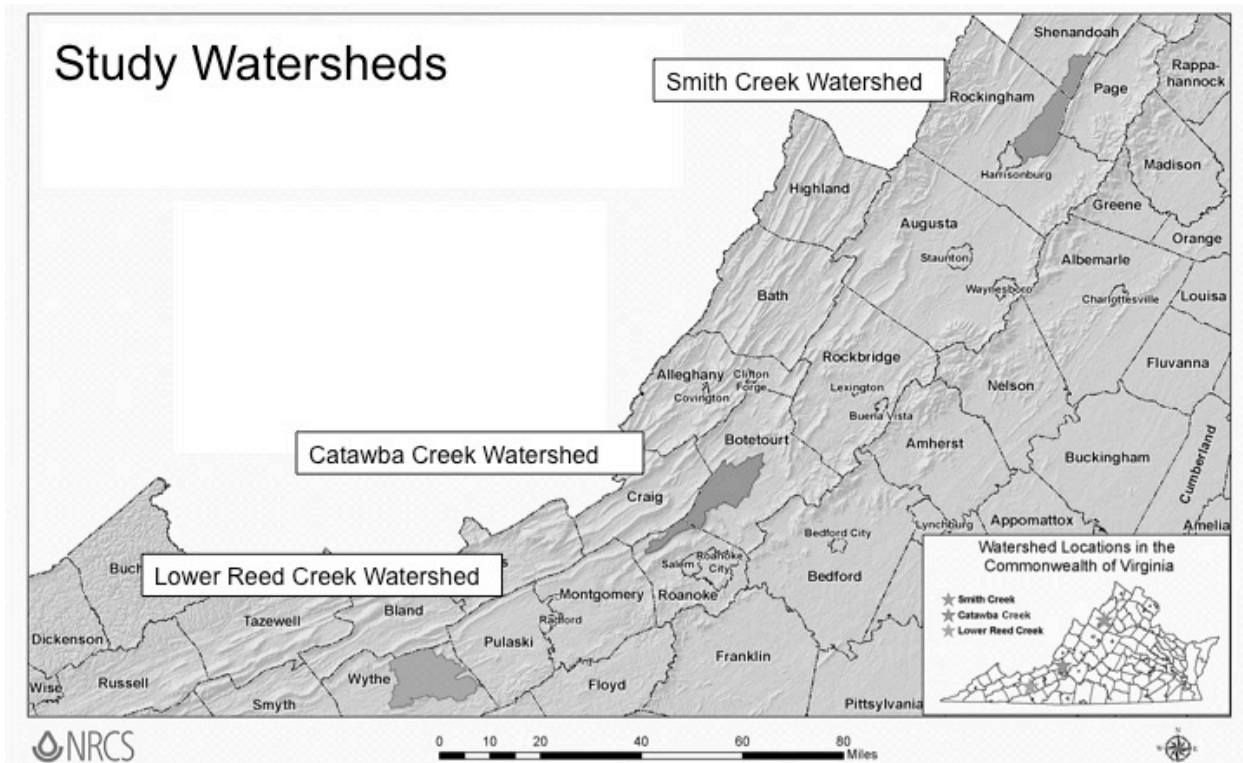 Study Watersheds
Smith Creek Watershed
Shenandoah
Rappa-
hannock
Page
Rockingham
Madison
Harrisonburg
Highland
Greene
Augusta
Orange
Staunton
Albemarle
Waynesboro
Charlottesville
Louisa
Bath
Rockbridge
Fluvanna
Alleghany
Clifton
Forge
Covington
Lexington
Nelson
Buena Vista
Botetourt
Amherst
Catawba Creek Watershed
Buckingham
Cumberland
Craig
Lynchburg
Appomattox
Amelia
Bedford City
Buch
Lower Reed Creek Watershed
s
Salem
Roanoke
City
Bedford
Montgomery
Roanoke
Bland
Tazewell
Radford
Dickenson
Pulaski
Franklin
Wise
Russell
Wythe
Floyd
Smyth
Pittsylvania
Watershed Locations in the
Commonwealth of Virginia
Smith Creek
Catawba Creek
Lower Reed Creek
NRCS
0 10 20 40 60 80
Miles
N
W E